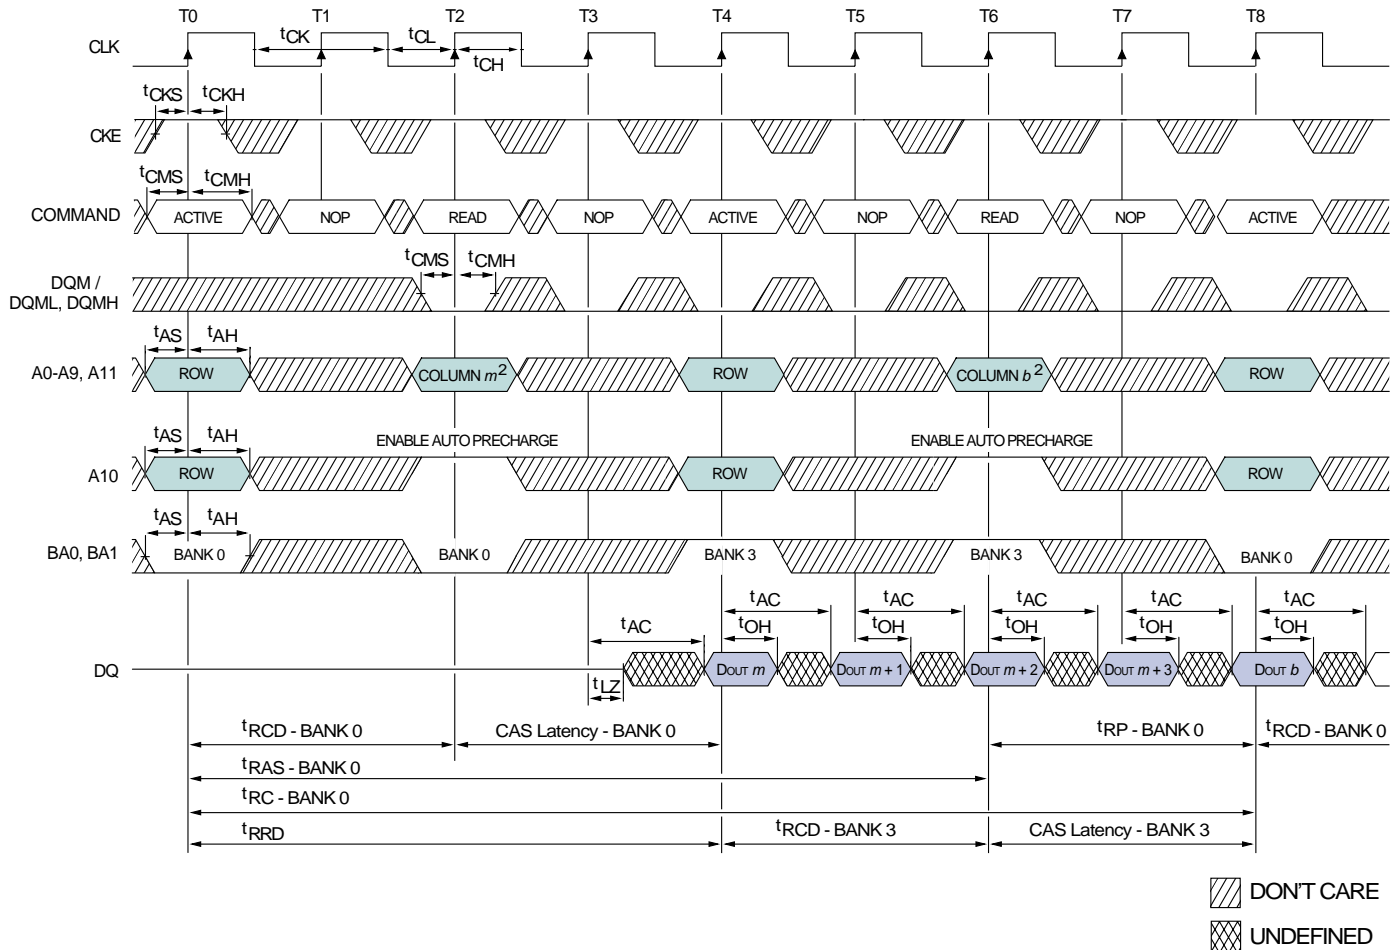 T0 T1 T2 T3 T4 T5 T6 T7 T8
CLK tCK tCL tCH
tCKS tCKH
CKE
tCMS tCMH
COMMAND ACTIVE NOP READ NOP ACTIVE NOP READ NOP ACTIVE
tCMS tCMH
DQM /
DQML, DQMH
tAS tAH
A0-A9, A11 ROW COLUMN m2 ROW COLUMN b2 ROW
tAS tAH ENABLE AUTO PRECHARGE ENABLE AUTO PRECHARGE
A10 ROW ROW ROW
tAS tAH
BA0, BA1 BANK 0 BANK 0 BANK 3 BANK 3 BANK 0
tAC tAC tAC tAC tAC tAC
tOH tOH tOH tOH tOH
DQ DOUT m DOUT m + 1 DOUT m + 2 DOUT m + 3 DOUT b
tLZ
tRCD - BANK 0 CAS Latency - BANK 0 tRP - BANK 0 tRCD - BANK 0
tRAS - BANK 0
tRC - BANK 0
tRRD tRCD - BANK 3 CAS Latency - BANK 3
DON'T CARE
UNDEFINED